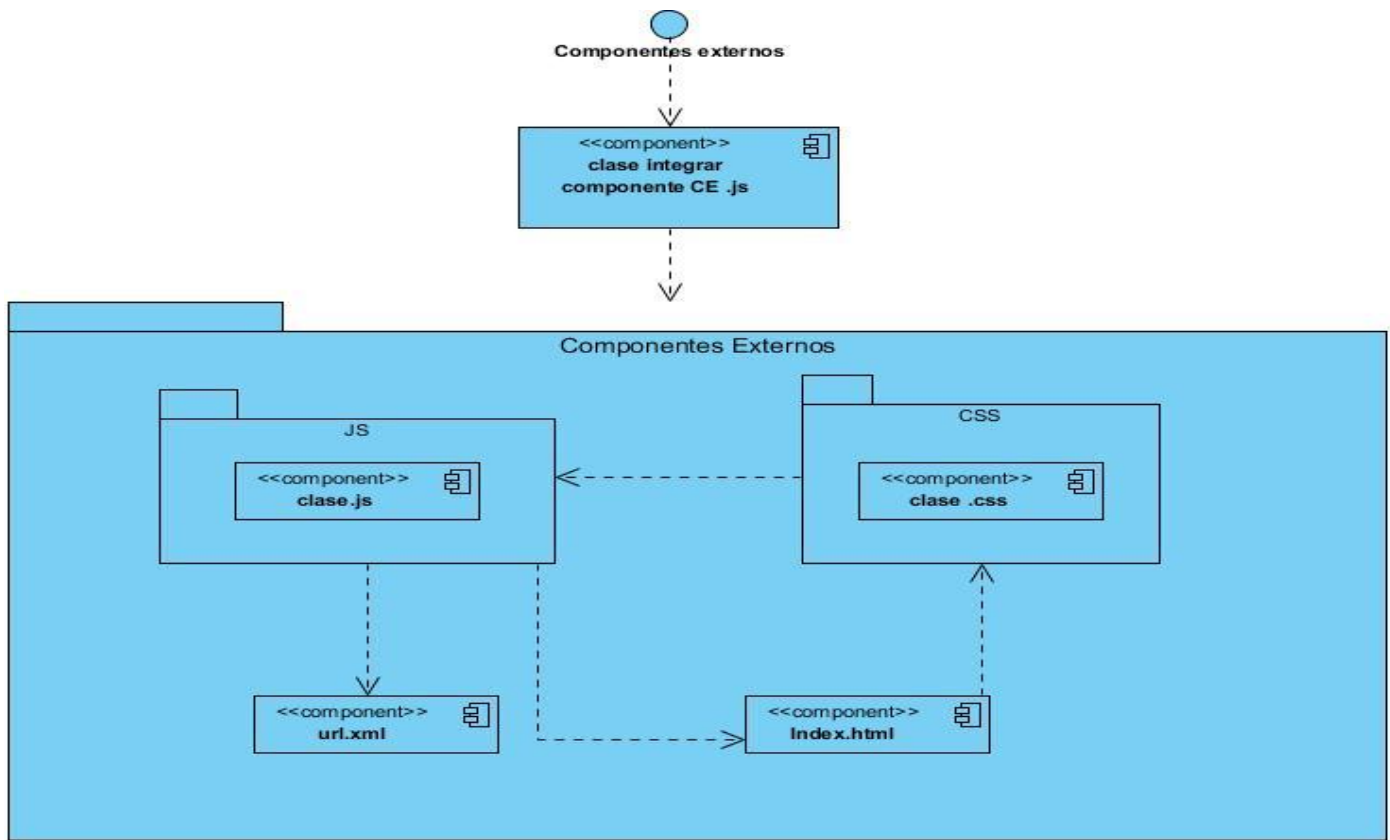 Componentes externos
<<component>>
clase integrar
componente CE .js
Componentes Externos
JS
<<component>>
clase.js
CSS
<<component>>
clase .css
<<component>>
url.xml
<<component>>
Index.html